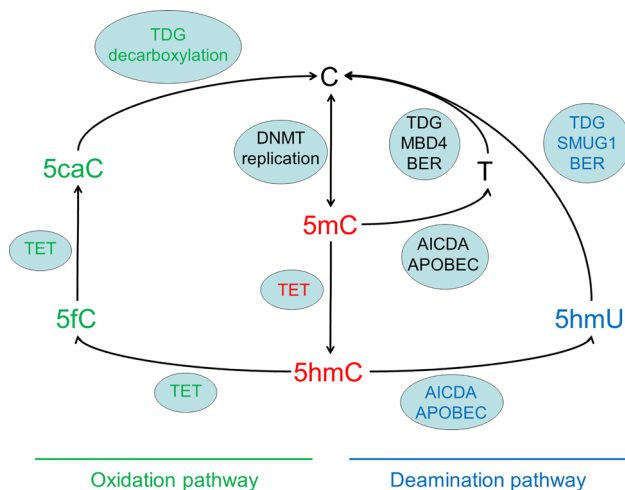 TDG
decarboxylation
C
DNMT
replication
TDG
MBD4
BER
TDG
SMUG1
BER
5caC
T
5mC
TET
AICDA
APOBEC
TET
5fC
5hmU
5hmC
TET
AICDA
APOBEC
Oxidation pathway
Deamination pathway